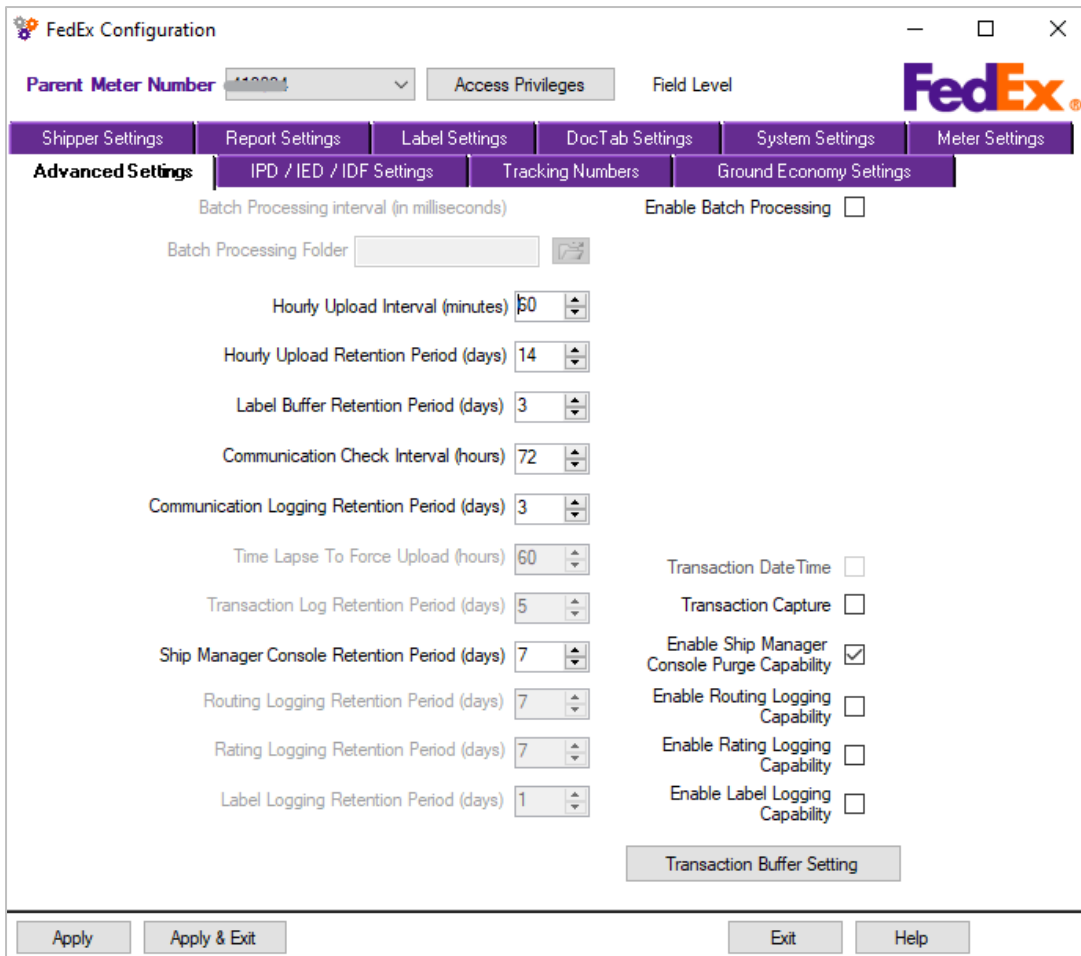 FedEx Configuration
Parent Meter Number Access Privileges Field Level FedEx®
Shipper Settings Report Settings Label Settings DocTab Settings System Settings Meter Settings
Advanced Settings IPD / IED / IDF Settings Tracking Numbers Ground Economy Settings
Batch Processing interval (in milliseconds) Enable Batch Processing
Batch Processing Folder
Hourly Upload Interval (minutes) 60
Hourly Upload Retention Period (days) 14
Label Buffer Retention Period (days) 3
Communication Check Interval (hours) 72
Communication Logging Retention Period (days) 3
Time Lapse To Force Upload (hours) 60 Transaction DateTime
Transaction Log Retention Period (days) 5 Transaction Capture
Ship Manager Console Retention Period (days) 7 Enable Ship Manager
Console Purge Capability
Routing Logging Retention Period (days) 7 Enable Routing Logging
Capability
Rating Logging Retention Period (days) 7 Enable Rating Logging
Capability
Label Logging Retention Period (days) 1 Enable Label Logging
Capability
Transaction Buffer Setting
Apply Apply & Exit Exit Help